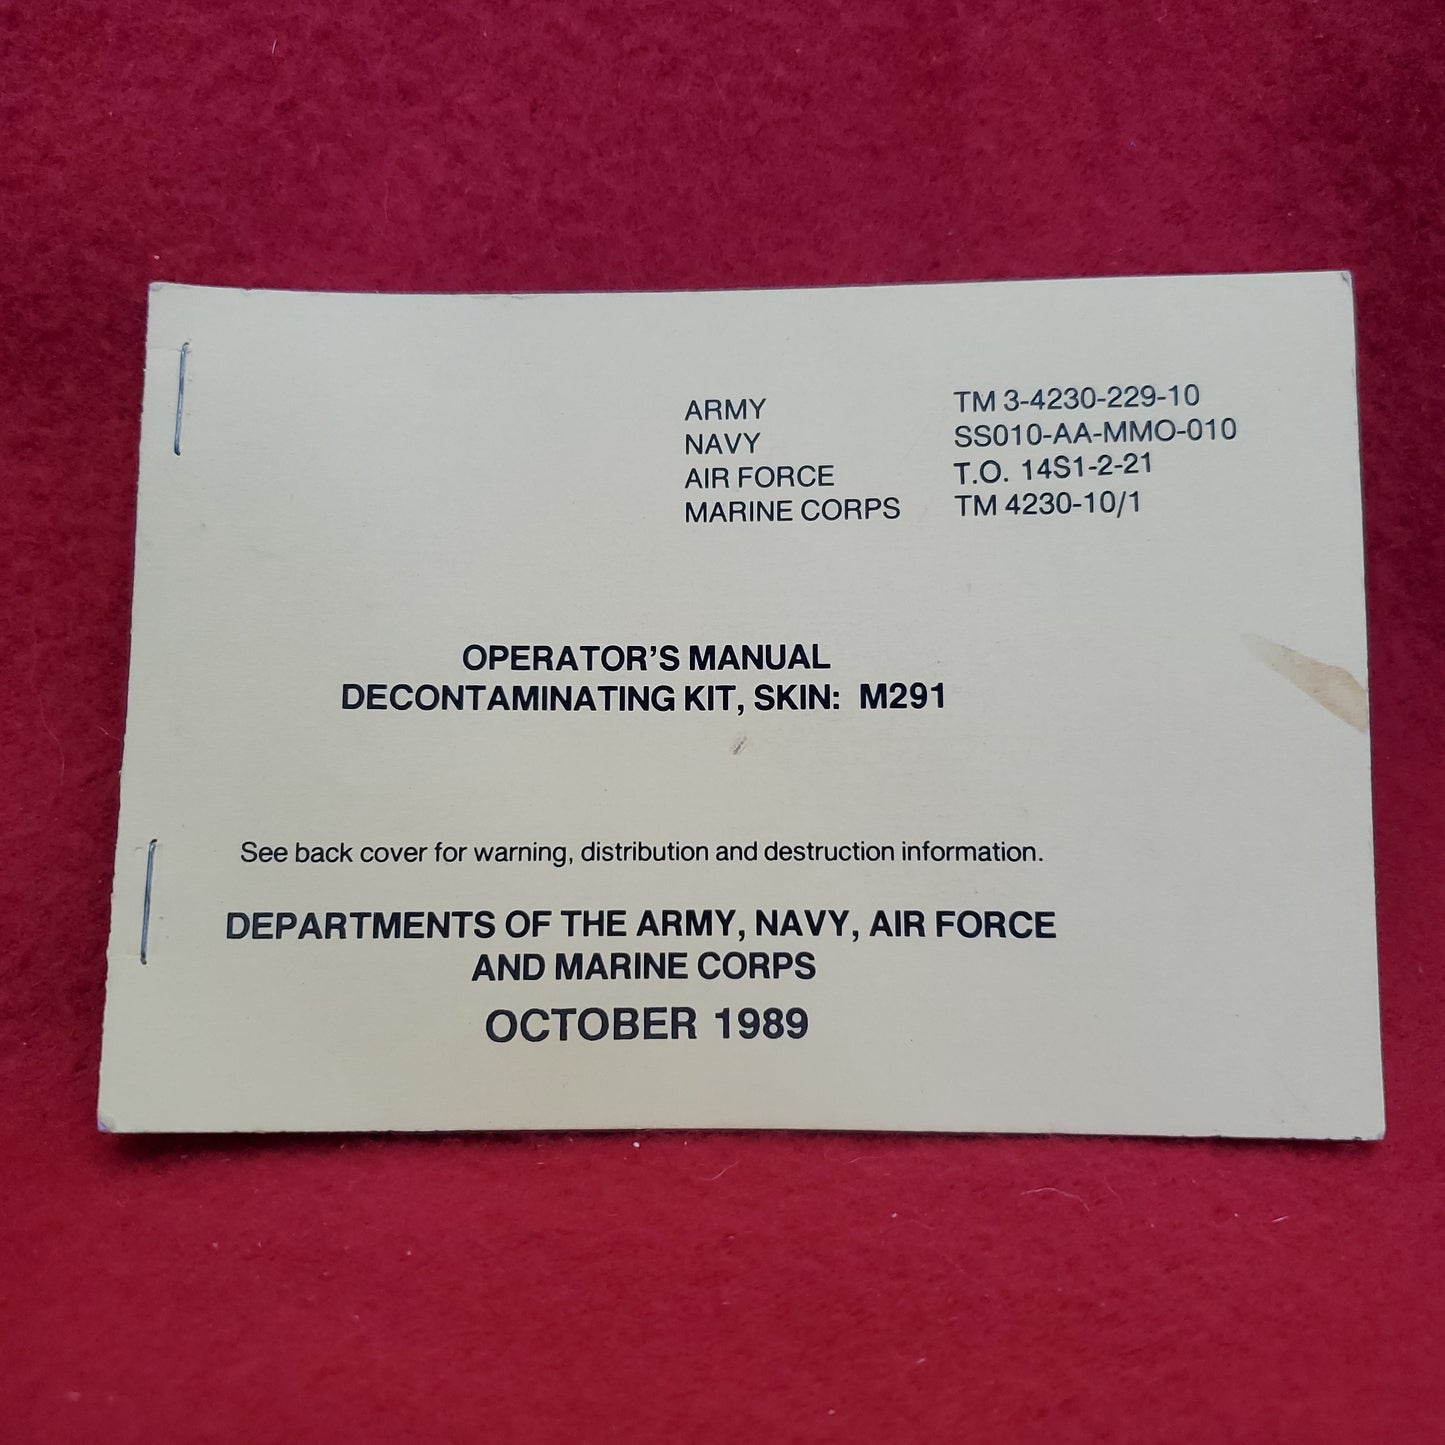 ARMY TM 3-4230-229-10
NAVY SS010-AA-MMO-010
AIR FORCE T.O. 14S1-2-21
MARINE CORPS TM 4230-10/1
OPERATOR'S MANUAL
DECONTAMINATING KIT, SKIN: M291
See back cover for warning, distribution and destruction information.
DEPARTMENTS OF THE ARMY, NAVY, AIR FORCE
AND MARINE CORPS
OCTOBER 1989